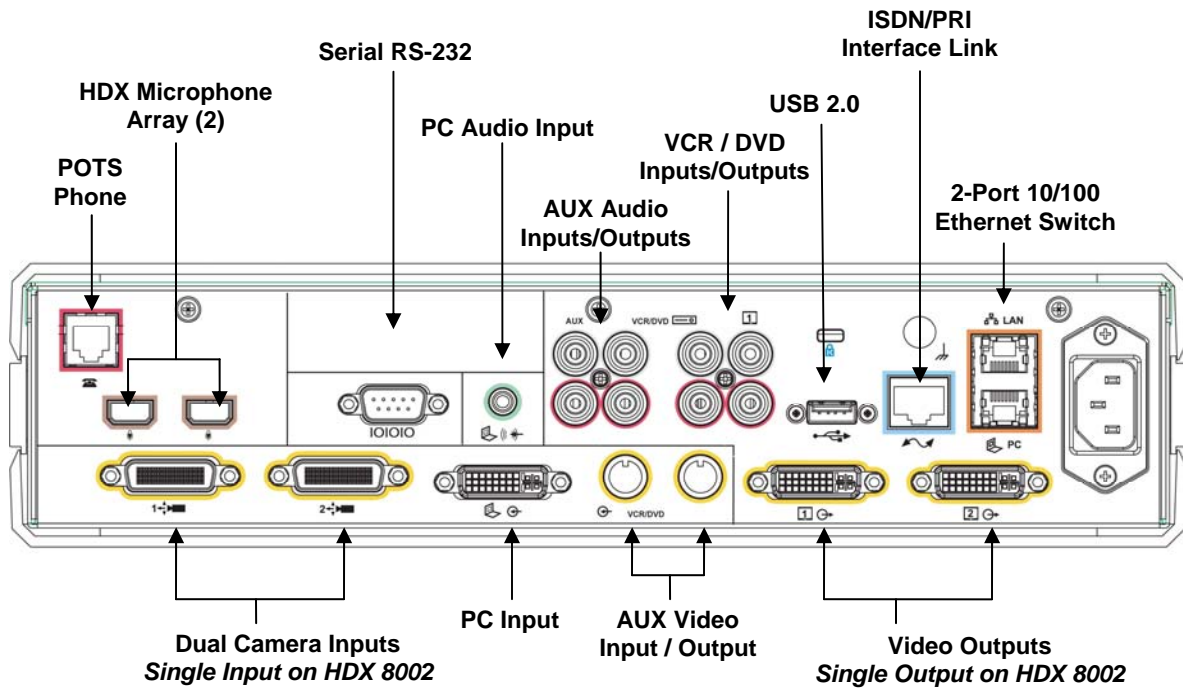 ISDN/PRI
Interface Link
Serial RS-232
HDX Microphone
Array (2)
USB 2.0
PC Audio Input
VCR / DVD
Inputs/Outputs
POTS
Phone
2-Port 10/100
Ethernet Switch
AUX Audio
Inputs/Outputs
AUX
VCR/DVD
1
LAN
IOIOIO
PC
1
2
VCR/DVD
1
2
PC Input
AUX Video
Input / Output
Dual Camera Inputs
Single Input on HDX 8002
Video Outputs
Single Output on HDX 8002